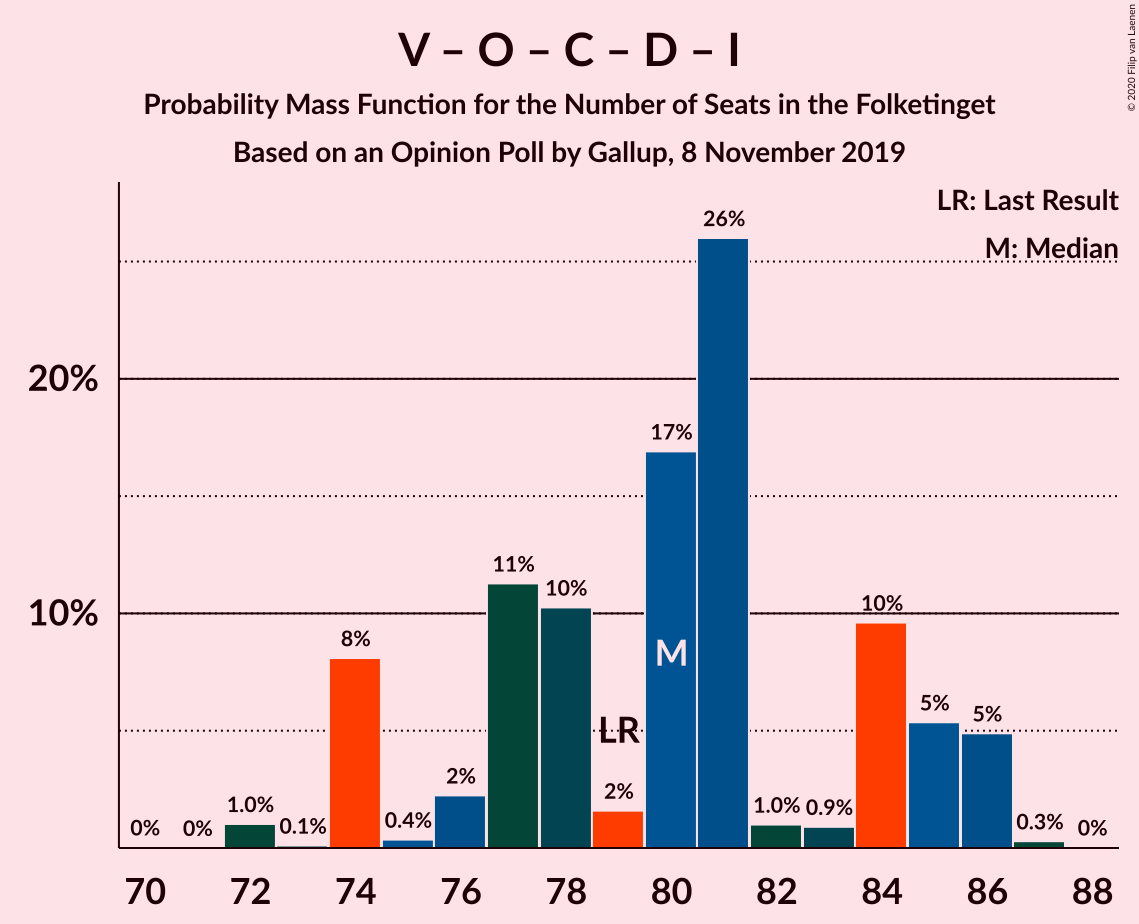 V – O – C – D – I
Probability Mass Function for the Number of Seats in the Folketinget
Based on an Opinion Poll by Gallup, 8 November 2019
© 2020 Filip van Laenen
LR: Last Result
M: Median
20%
10%
0%
0%
1.0%
0.1%
8%
0.4%
2%
11%
10%
LR
2%
17%
M
26%
1.0%
0.9%
10%
5%
5%
0.3%
0%
70 72 74 76 78 80 82 84 86 88